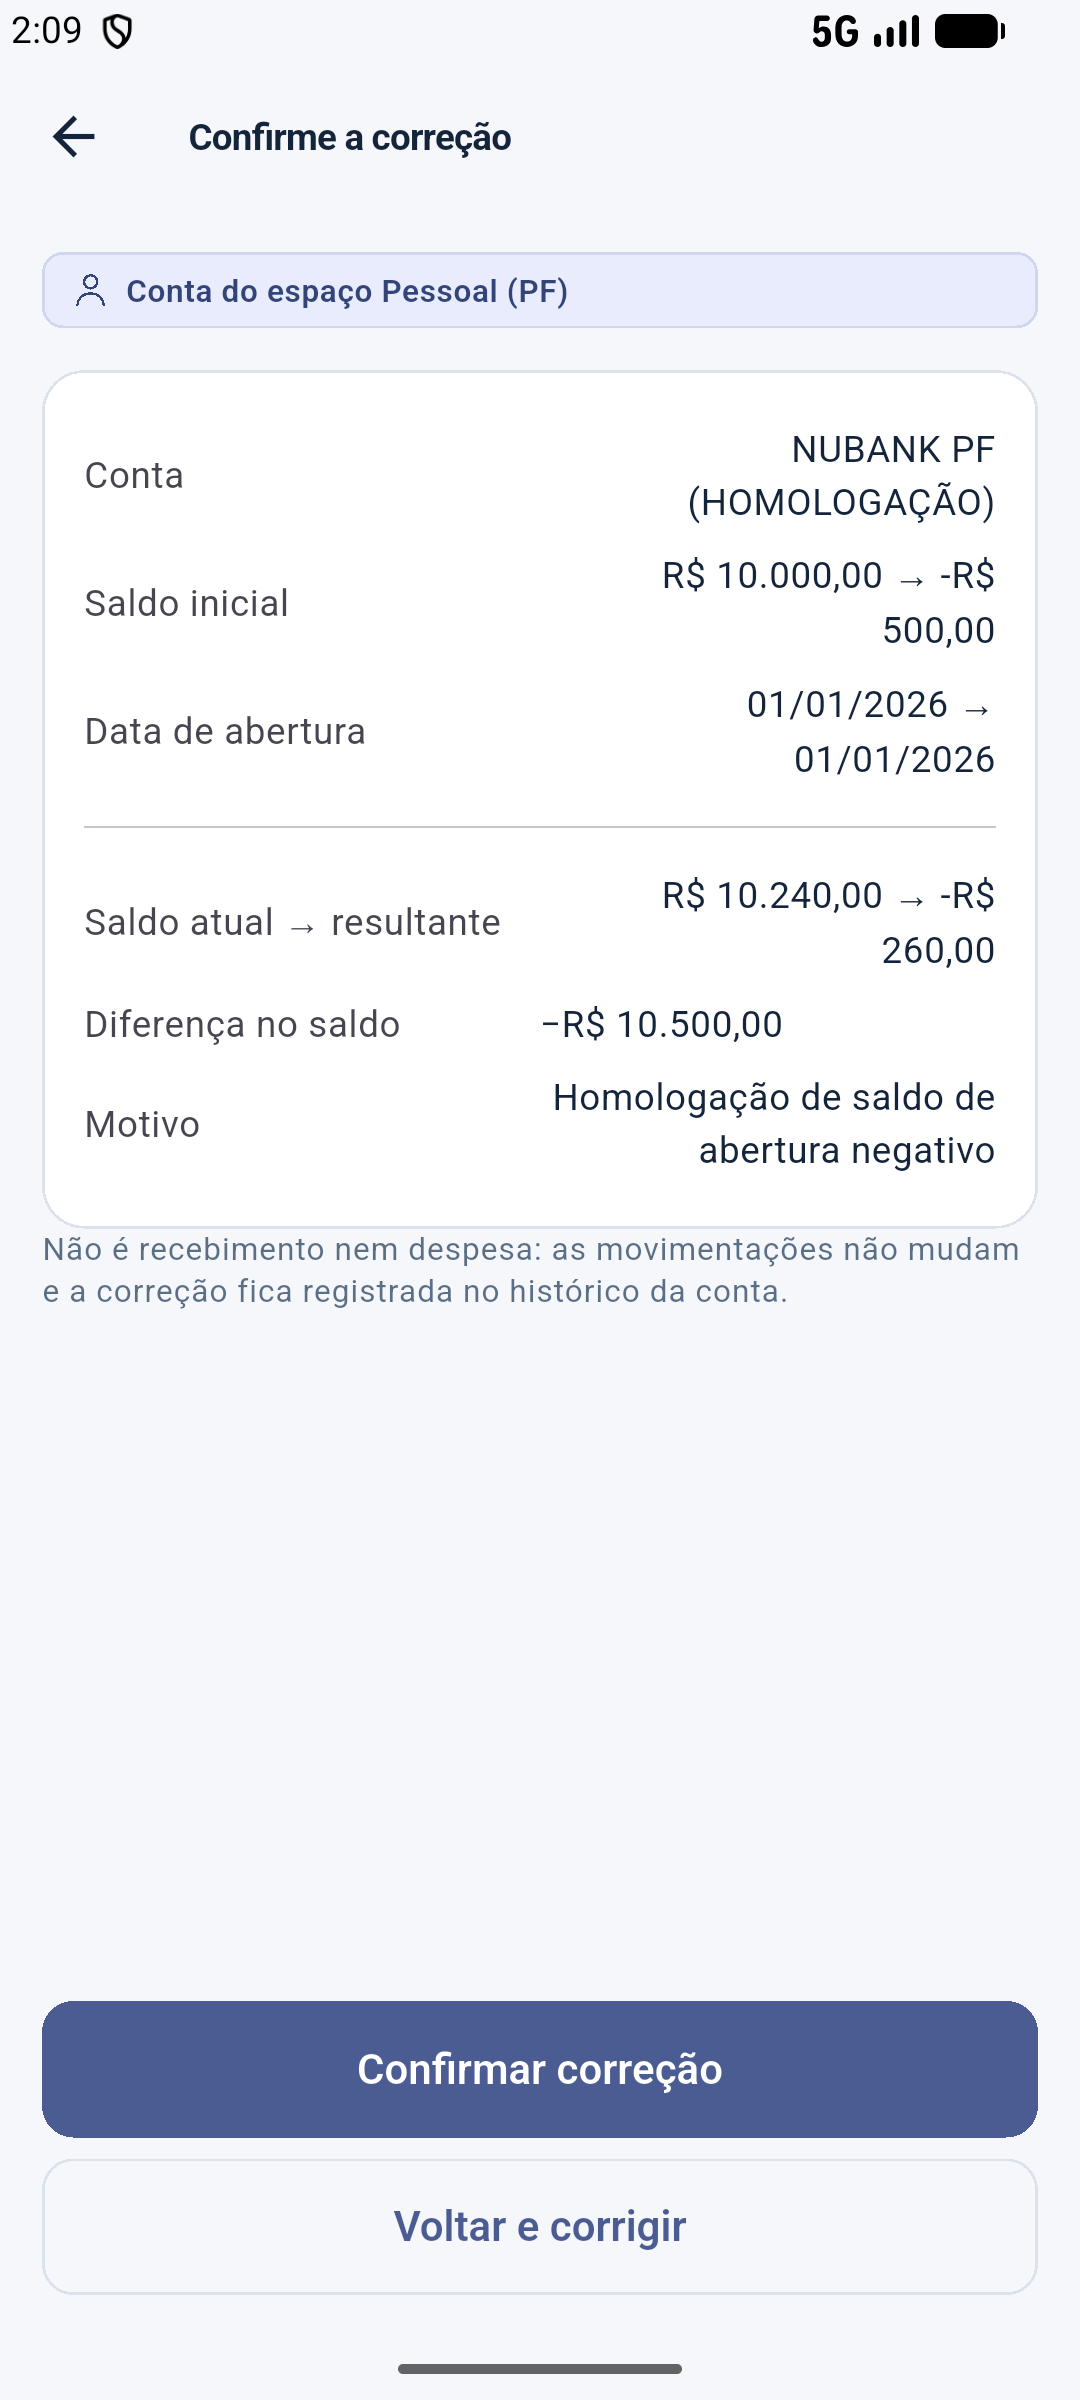 2:09
5G
Confirme a correção
Conta do espaço Pessoal (PF)
Conta
NUBANK PF
(HOMOLOGAÇÃO)
Saldo inicial
R$ 10.000,00 → -R$
500,00
Data de abertura
01/01/2026 →
01/01/2026
Saldo atual → resultante
R$ 10.240,00 → -R$
260,00
Diferença no saldo
−R$ 10.500,00
Motivo
Homologação de saldo de
abertura negativo
Não é recebimento nem despesa: as movimentações não mudam
e a correção fica registrada no histórico da conta.
Confirmar correção
Voltar e corrigir